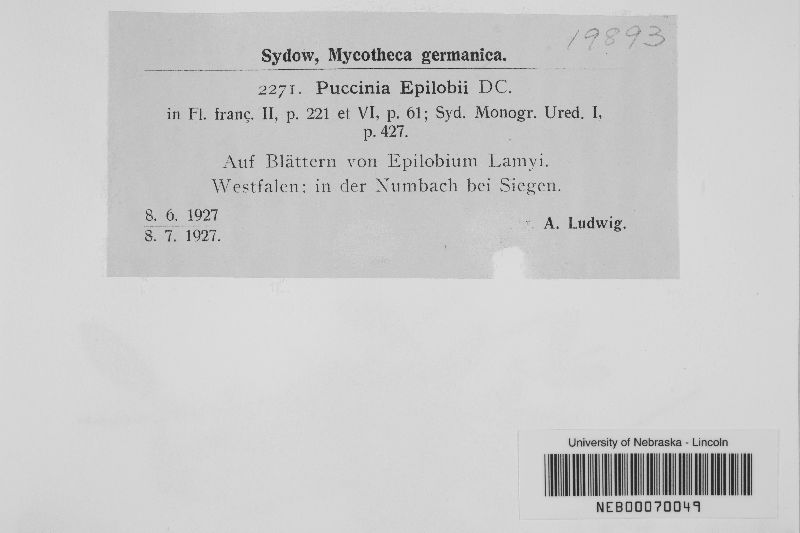 19893
Sydow, Mycotheca germanica.
2271. Puccinia Epilobii DC.
in Fl. franç. II, p. 221 et VI, p. 61; Syd. Monogr. Ured. I,
p. 427.
Auf Blättern von Epilobium Lamyi.
Westfalen: in der Numbach bei Siegen.
8. 6. 1927
8. 7. 1927.
A. Ludwig.
University of Nebraska - Lincoln
NEB00070049